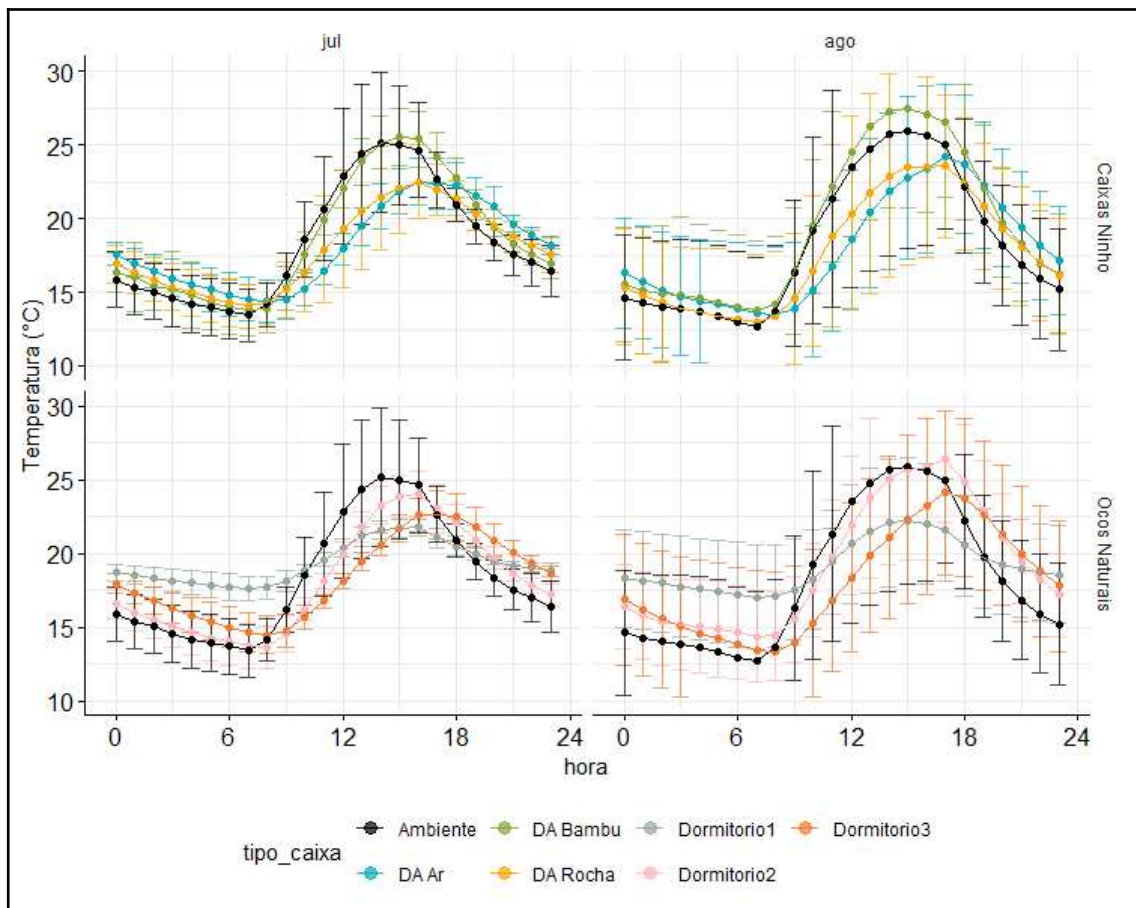 jul
ago
30
25
20
15
10
Caixas Ninho
30
25
20
15
10
Ocos Naturais
Temperatura (°C)
0 6 12 18 24
0 6 12 18 24
hora
tipo_caixa
Ambiente DA Bambu Dormitorio1 Dormitorio3
DA Ar DA Rocha Dormitorio2